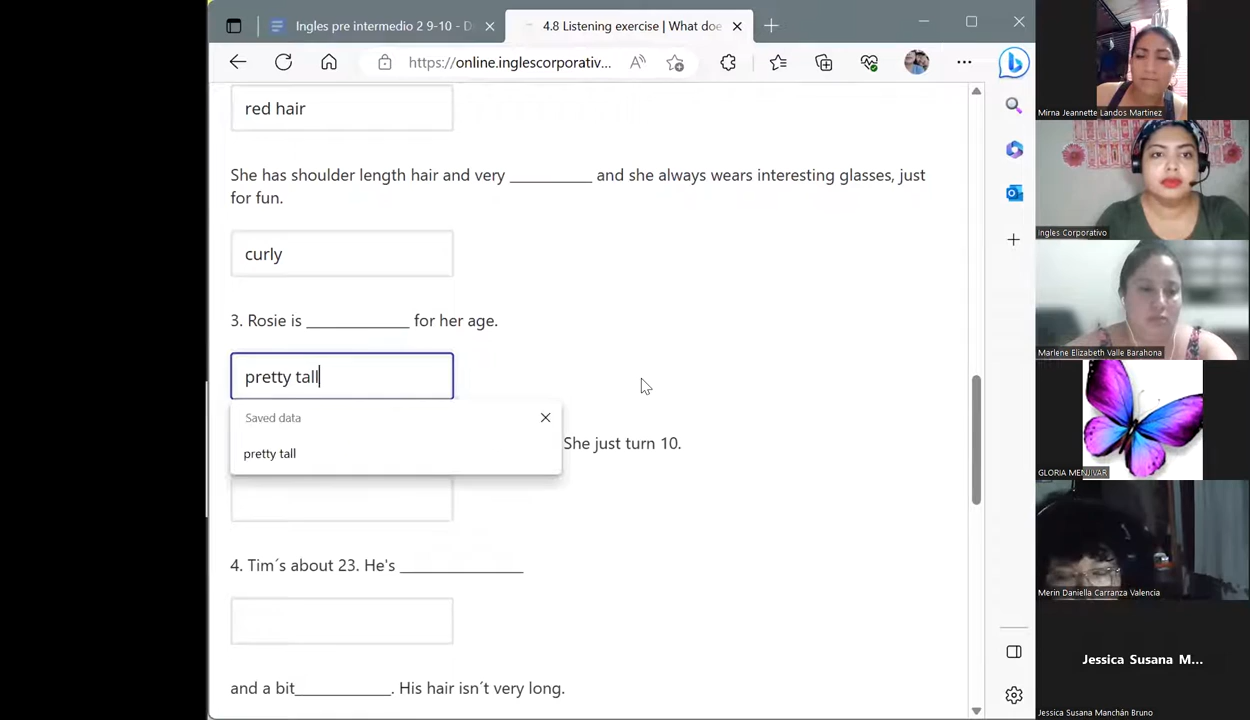 Ingles pre intermedio 2 9-10 - D
4.8 Listening exercise | What doe
https://online.inglescorporativ...
red hair
She has shoulder length hair and very __________ and she always wears interesting glasses, just
for fun.
curly
3. Rosie is _____________ for her age.
pretty tall
Saved data
pretty tall
She just turn 10.
4. Tim´s about 23. He's _______________
and a bit____________. His hair isn´t very long.
Mirna Jeannette Landos Martinez
Ingles Corporativo
Marlene Elizabeth Valle Barahona
GLORIA MENJIVAR
Merin Daniella Carranza Valencia
Jessica Susana M...
Jessica Susana Manchán Bruno